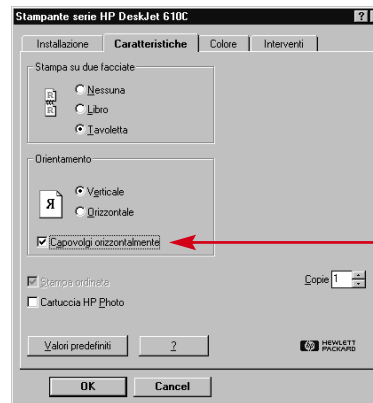 Stampante serie HP DeskJet 610C
Installazione Caratteristiche Colore Interventi
Stampa su due facciate
Nessuna
Libro
Tavoletta
Orientamento
Verticale
Orizzontale
Capovolgi orizzontalmente
Stampa ordinata
Copie 1
Cartuccia HP Photo
Valori predefiniti ?
hp HEWLETT
PACKARD
OK Cancel